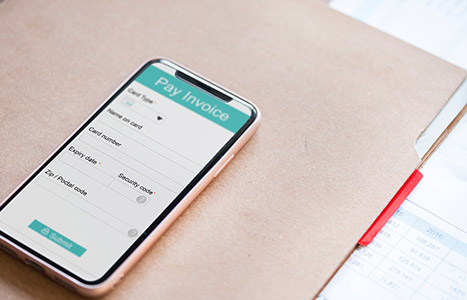 Pay Invoice
Card Type *
Name on card
Card number
Expiry date *
Security code *
Zip / Postal code
Submit
2016